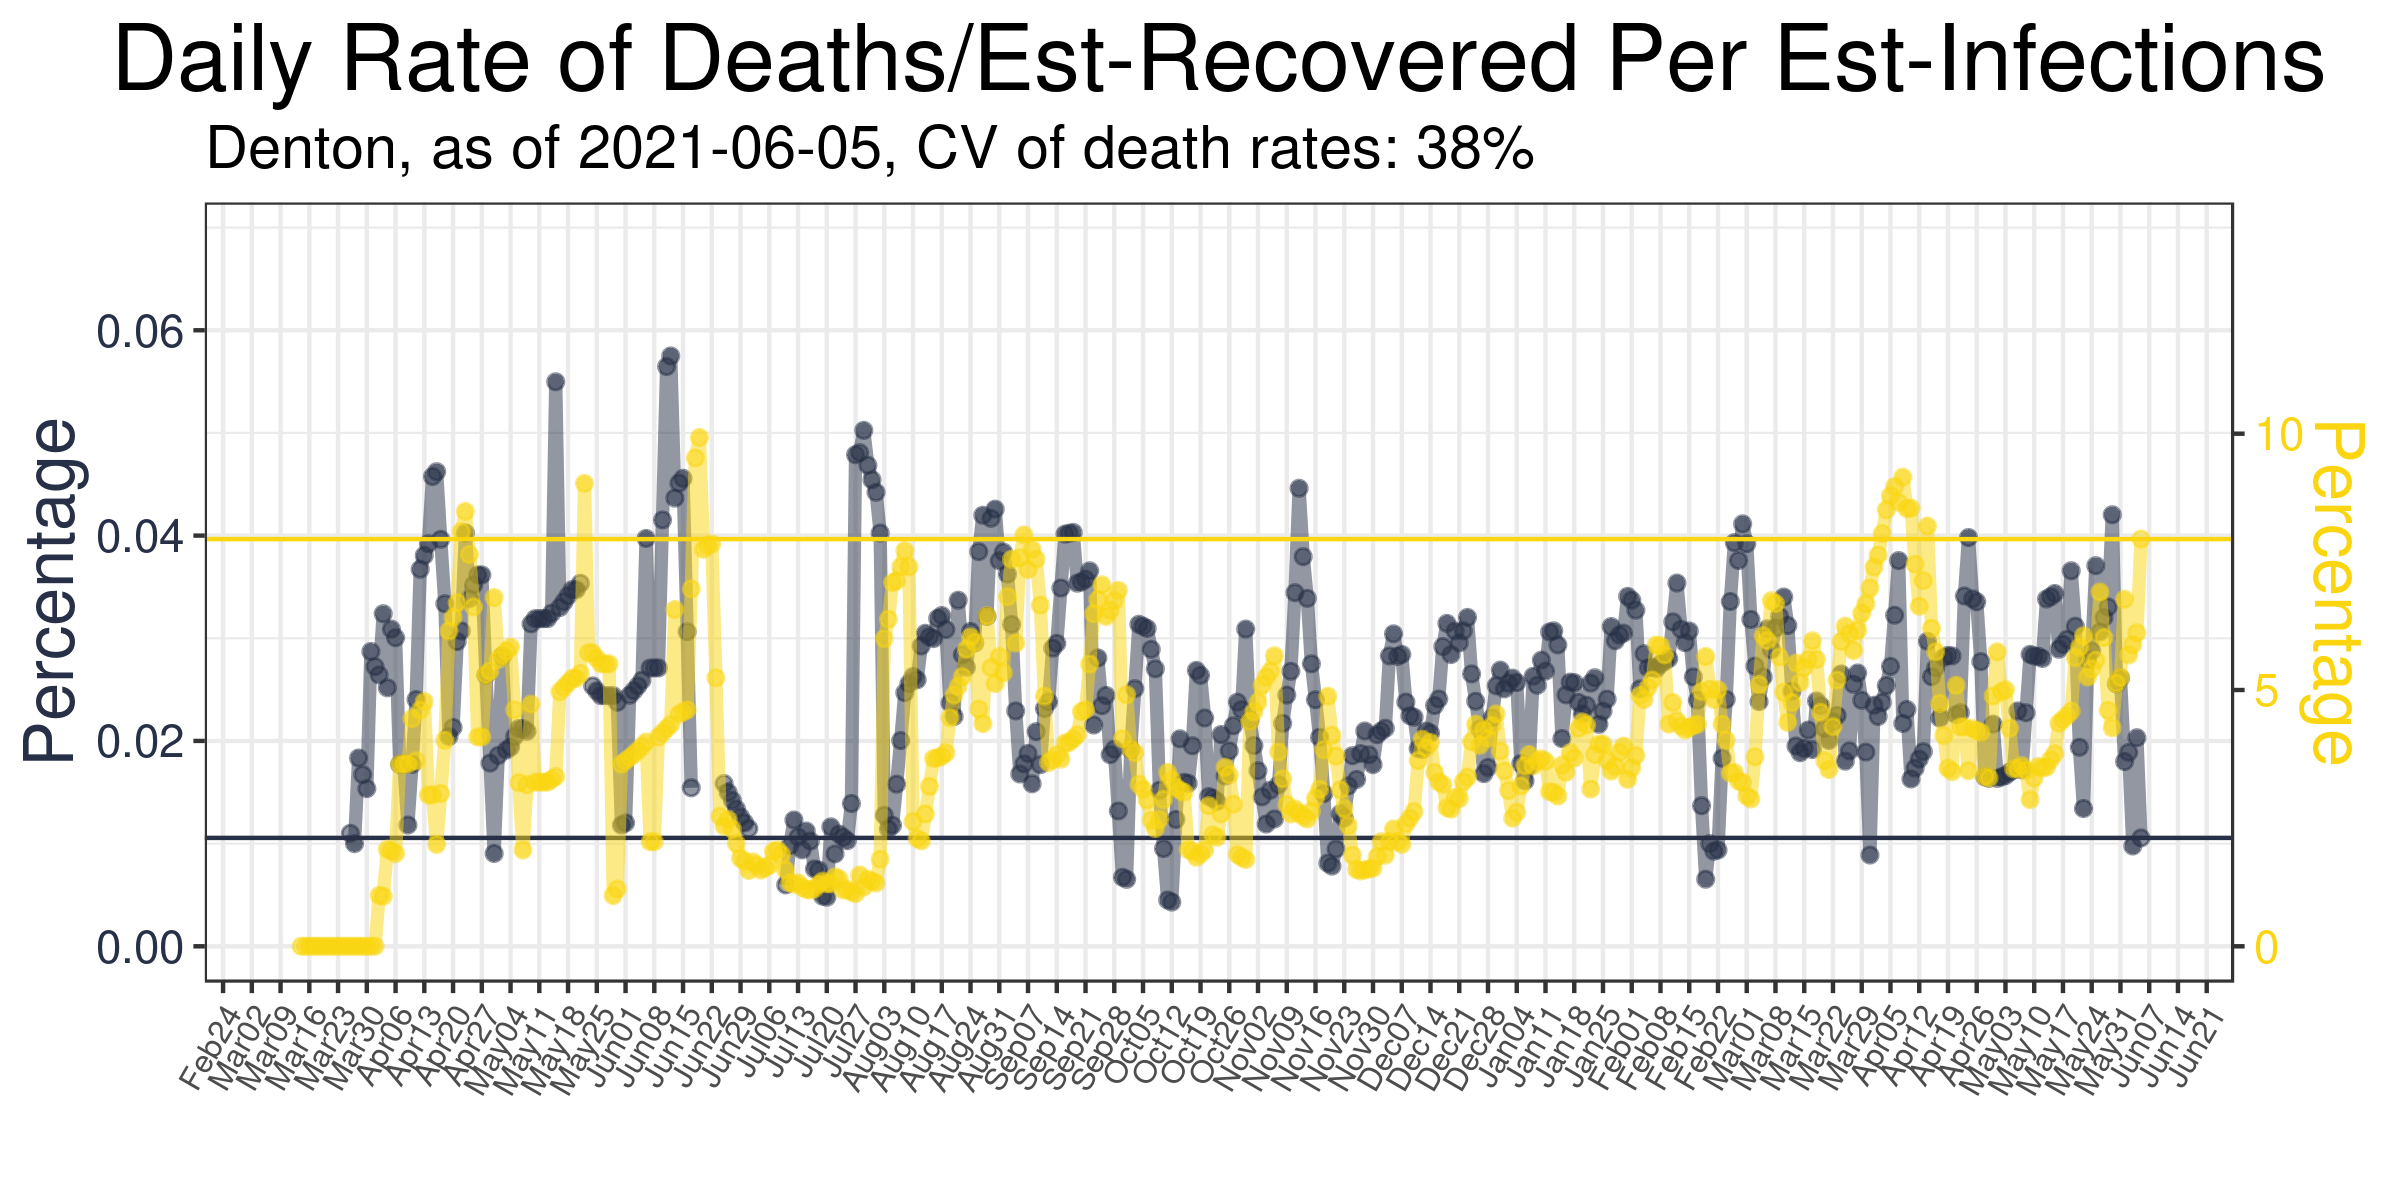 Daily Rate of Deaths/Est-Recovered Per Est-Infections
Denton, as of 2021-06-05, CV of death rates: 38%
Percentage
0.06
0.04
0.02
0.00
10
5
0
Percentage
Feb24
Mar02
Mar09
Mar16
Mar23
Mar30
Apr06
Apr13
Apr20
Apr27
May04
May11
May18
May25
Jun01
Jun08
Jun15
Jun22
Jun29
Jul06
Jul13
Jul20
Jul27
Aug03
Aug10
Aug17
Aug24
Aug31
Sep07
Sep14
Sep21
Sep28
Oct05
Oct12
Oct19
Oct26
Nov02
Nov09
Nov16
Nov23
Nov30
Dec07
Dec14
Dec21
Dec28
Jan04
Jan11
Jan18
Jan25
Feb01
Feb08
Feb15
Feb22
Mar01
Mar08
Mar15
Mar22
Mar29
Apr05
Apr12
Apr19
Apr26
May03
May10
May17
May24
May31
Jun07
Jun14
Jun21